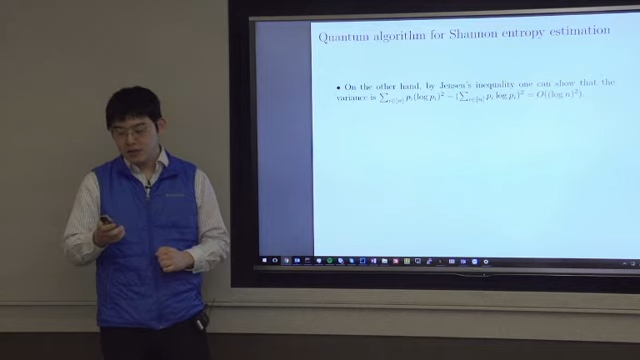 Quantum algorithm for Shannon entropy estimation
• On the other hand, by Jensen's inequality one can show that the
variance is ∑_{i∈[n]} p_i(log p_i)^2 − (∑_{i∈[n]} p_i log p_i)^2 = O((log n)^2).